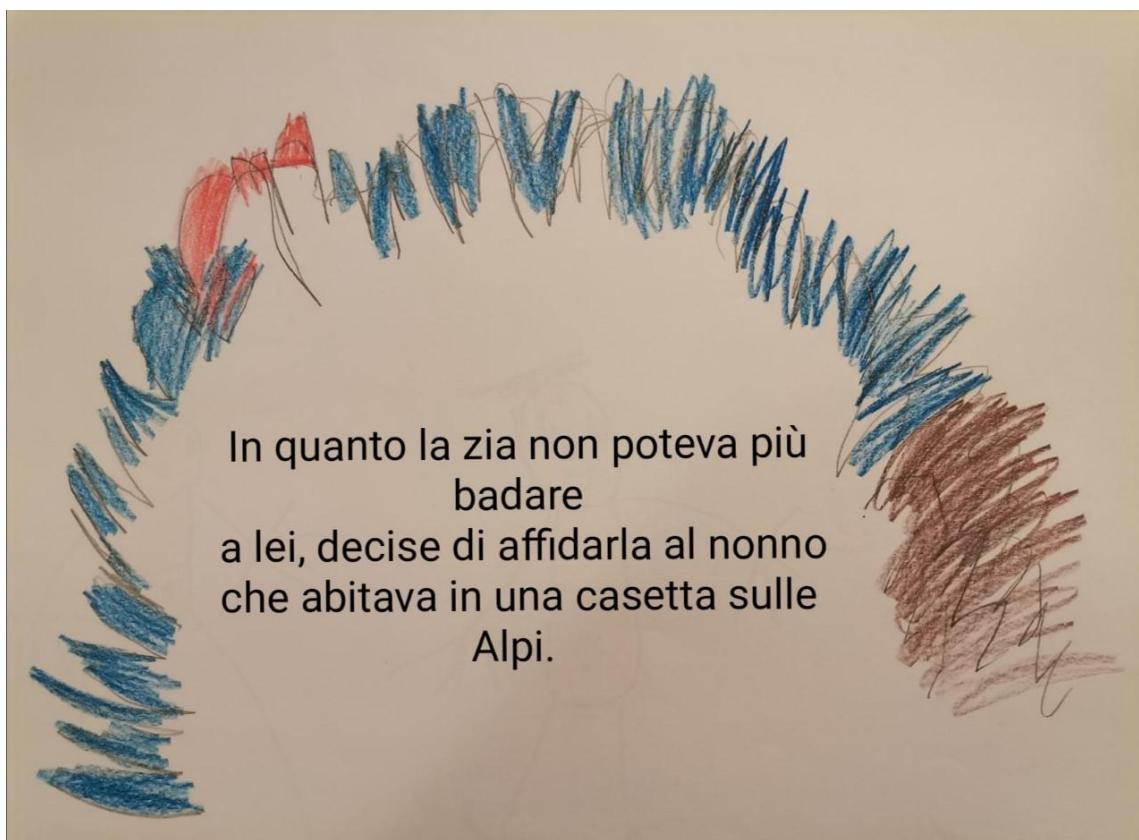 In quanto la zia non poteva più
badare
a lei, decise di affidarla al nonno
che abitava in una casetta sulle
Alpi.